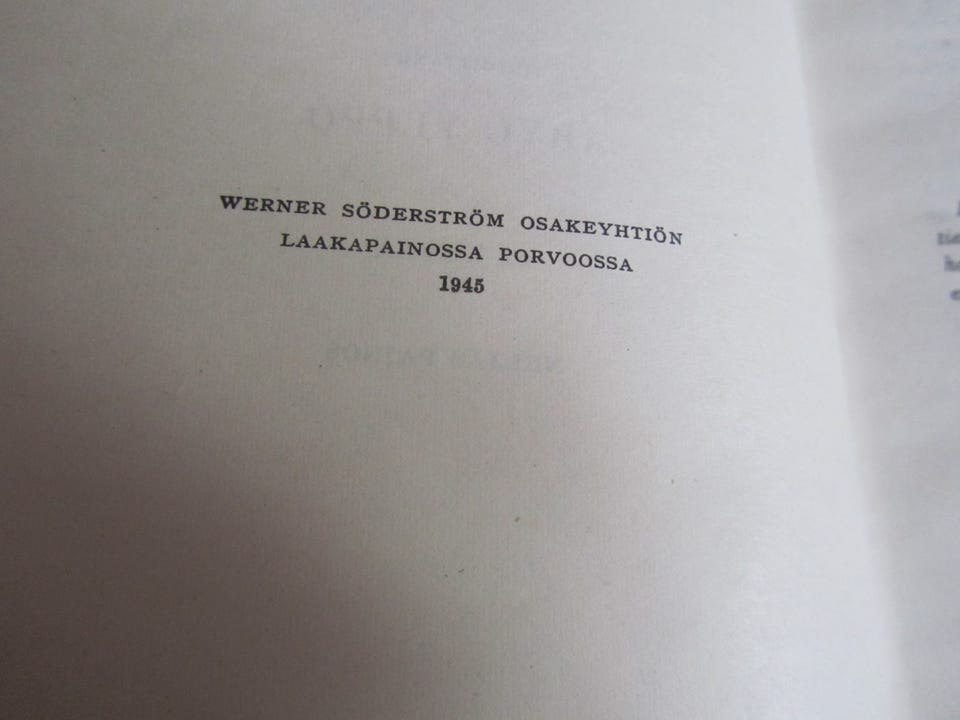 WERNER SÖDERSTRÖM OSAKEYHTIÖN
LAAKAPAINOSSA PORVOOSSA
1945